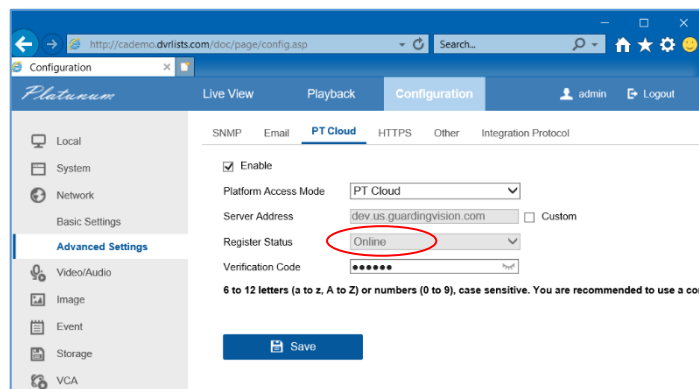 http://cademo.dvrlists.com/doc/page/config.asp
Search...
Configuration
Platunum
Live View
Playback
Configuration
admin
Logout
SNMP
Email
PT Cloud
HTTPS
Other
Integration Protocol
Local
System
Network
Basic Settings
Advanced Settings
Video/Audio
Image
Event
Storage
VCA
Enable
Platform Access Mode PT Cloud
Server Address dev.us.guardingvision.com Custom
Register Status Online
Verification Code ●●●●●●
6 to 12 letters (a to z, A to Z) or numbers (0 to 9), case sensitive. You are recommended to use a co
Save